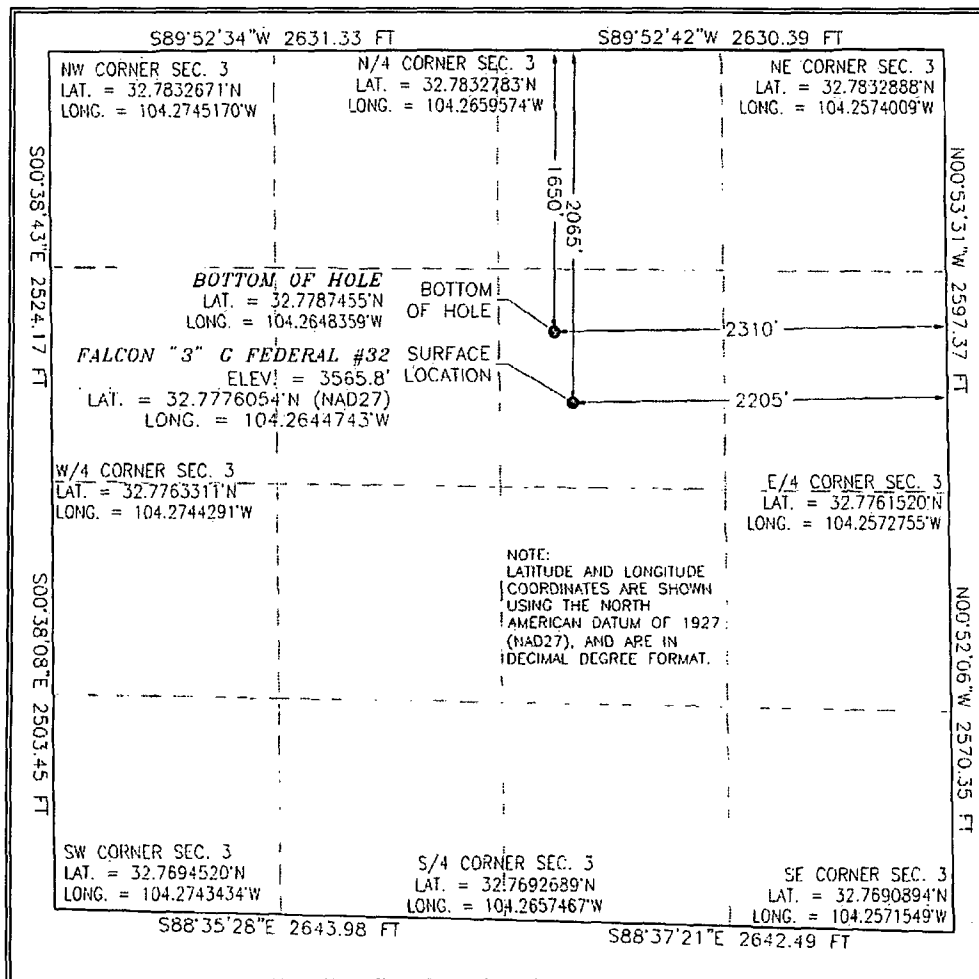 S89°52'34"W 2631.33 FT
S89°52'42"W 2630.39 FT
NW CORNER SEC. 3
LAT. = 32.7832671°N
LONG. = 104.2745170°W
N/4 CORNER SEC. 3
LAT. = 32.7832783°N
LONG. = 104.2659574°W
NE CORNER SEC. 3
LAT. = 32.7832888°N
LONG. = 104.2574009°W
S00°38'43"E 2524.17 FT
1650'
2065'
N00°53'31"W 2597.37 FT
BOTTOM OF HOLE
LAT. = 32.7787455°N
LONG. = 104.2648359°W
BOTTOM
OF HOLE
2310'
FALCON "3" G FEDERAL #32
ELEV. = 3565.8'
LAT. = 32.7776054°N (NAD27)
LONG. = 104.2644743°W
SURFACE
LOCATION
2205'
W/4 CORNER SEC. 3
LAT. = 32.7763311°N
LONG. = 104.2744291°W
E/4 CORNER SEC. 3
LAT. = 32.7761520°N
LONG. = 104.2572755°W
NOTE:
LATITUDE AND LONGITUDE
COORDINATES ARE SHOWN
USING THE NORTH
AMERICAN DATUM OF 1927
(NAD27), AND ARE IN
DECIMAL DEGREE FORMAT.
S00°38'08"E 2503.45 FT
N00°52'06"W 2570.35 FT
SW CORNER SEC. 3
LAT. = 32.7694520°N
LONG. = 104.2743434°W
S/4 CORNER SEC. 3
LAT. = 32.7692689°N
LONG. = 104.2657467°W
SE CORNER SEC. 3
LAT. = 32.7690894°N
LONG. = 104.2571549°W
S88°35'28"E 2643.98 FT
S88°37'21"E 2642.49 FT